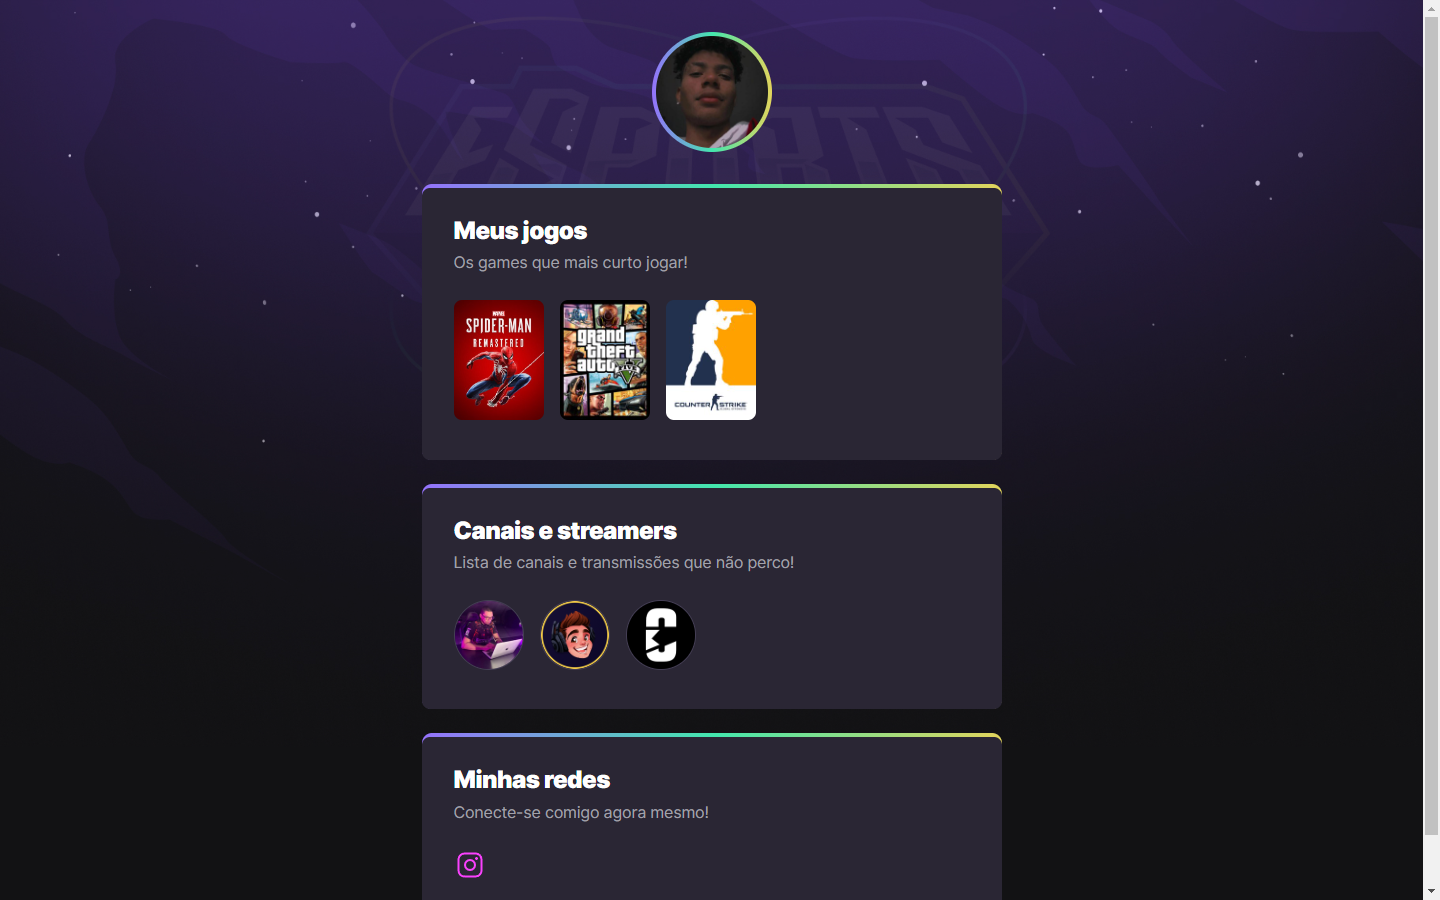 ESPORTS
Meus jogos
Os games que mais curto jogar!
MARVEL
SPIDER-MAN
REMASTERED
grand
theft
auto V
FIVE
COUNTER STRIKE
Canais e streamers
Lista de canais e transmissões que não perco!
Minhas redes
Conecte-se comigo agora mesmo!